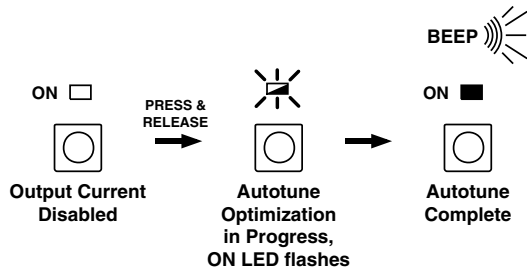 BEEP
ON
ON
PRESS &
RELEASE
Output Current
Disabled
Autotune
Optimization
in Progress,
ON LED flashes
Autotune
Complete